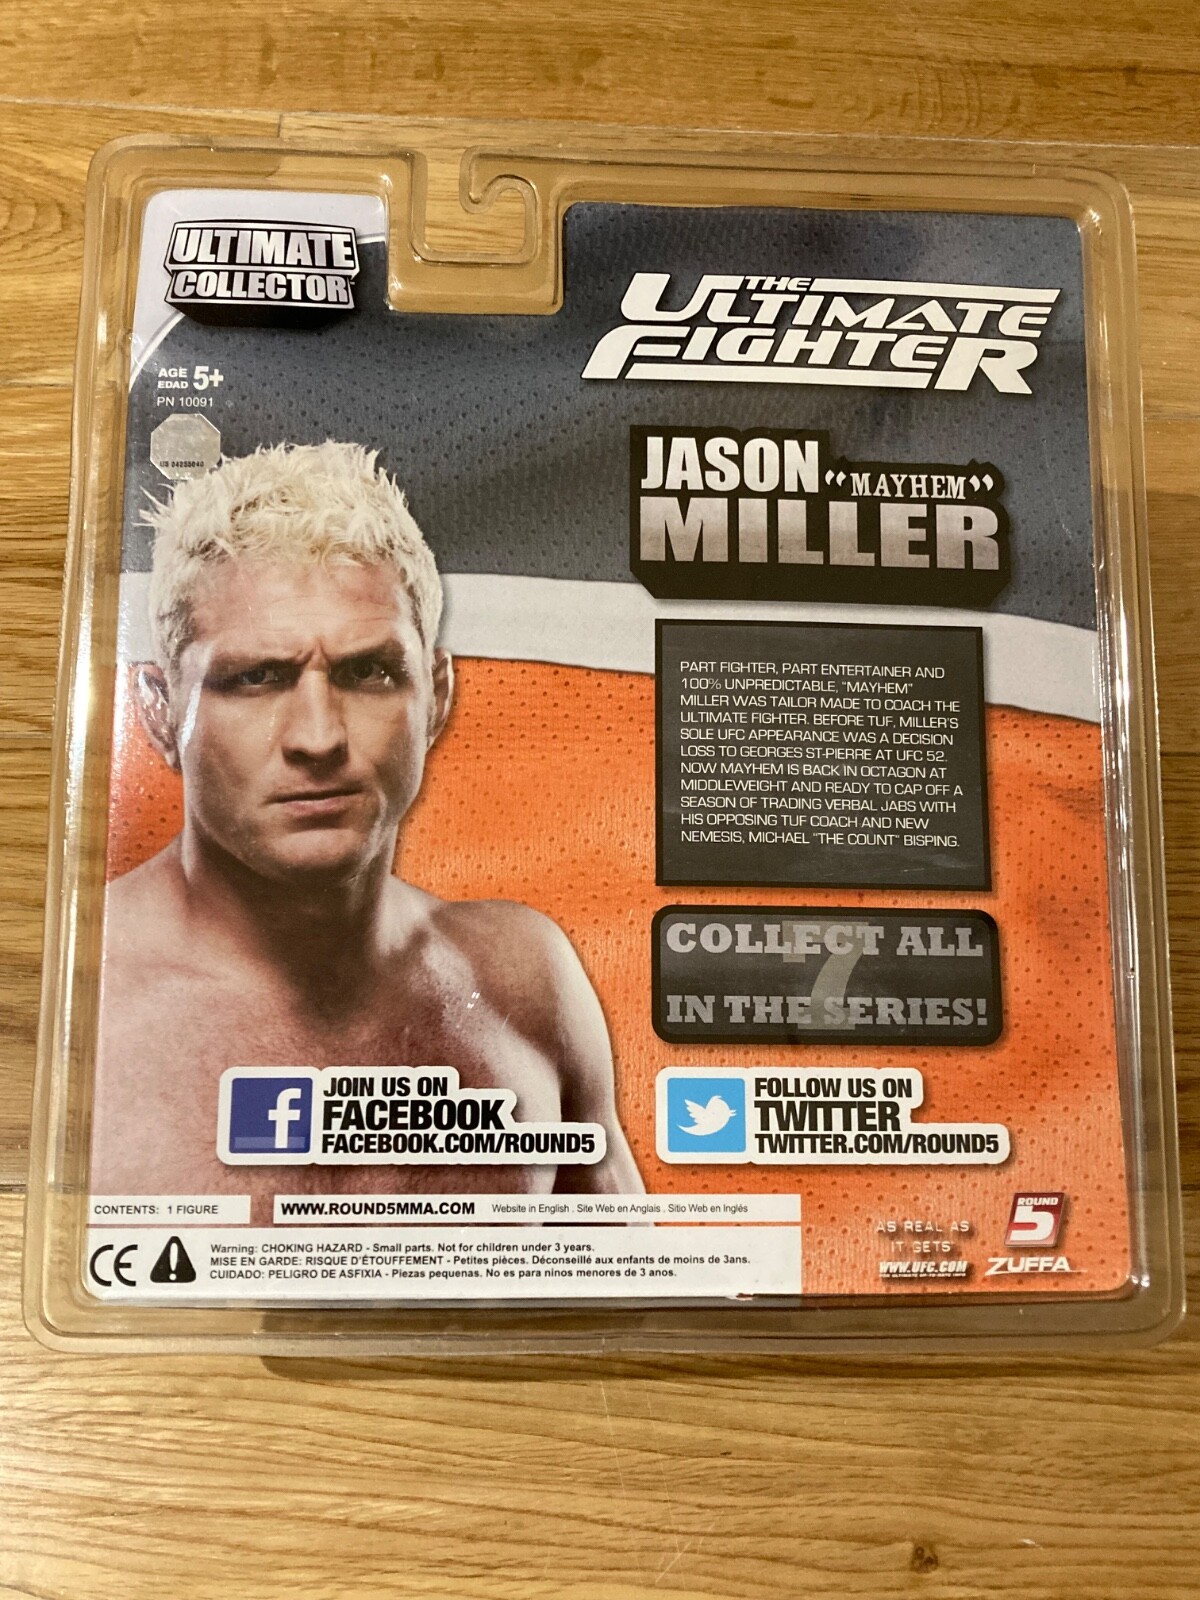 ULTIMATE
COLLECTOR
AGE
EDAD 5+
PN 10091
THE
ULTIMATE
FIGHTER
JASON "MAYHEM"
MILLER
PART FIGHTER, PART ENTERTAINER AND
100% UNPREDICTABLE, "MAYHEM"
MILLER WAS TAILOR MADE TO COACH THE
ULTIMATE FIGHTER. BEFORE TUF, MILLER'S
SOLE UFC APPEARANCE WAS A DECISION
LOSS TO GEORGES ST-PIERRE AT UFC 52.
NOW MAYHEM IS BACK IN OCTAGON AT
MIDDLEWEIGHT AND READY TO CAP OFF A
SEASON OF TRADING VERBAL JABS WITH
HIS OPPOSING TUF COACH AND NEW
NEMESIS, MICHAEL "THE COUNT" BISPING.
COLLECT ALL
7
IN THE SERIES!
JOIN US ON
FACEBOOK
FACEBOOK.COM/ROUND5
FOLLOW US ON
TWITTER
TWITTER.COM/ROUND5
CONTENTS: 1 FIGURE
WWW.ROUND5MMA.COM Website in English . Site Web en Anglais . Sitio Web en Inglés
CE
Warning: CHOKING HAZARD - Small parts. Not for children under 3 years.
MISE EN GARDE: RISQUE D'ÉTOUFFEMENT - Petites pièces. Déconseillé aux enfants de moins de 3ans.
CUIDADO: PELIGRO DE ASFIXIA - Piezas pequenas. No es para ninos menores de 3 anos.
AS REAL AS
IT GETS
WWW.UFC.COM
ROUND
5
ZUFFA